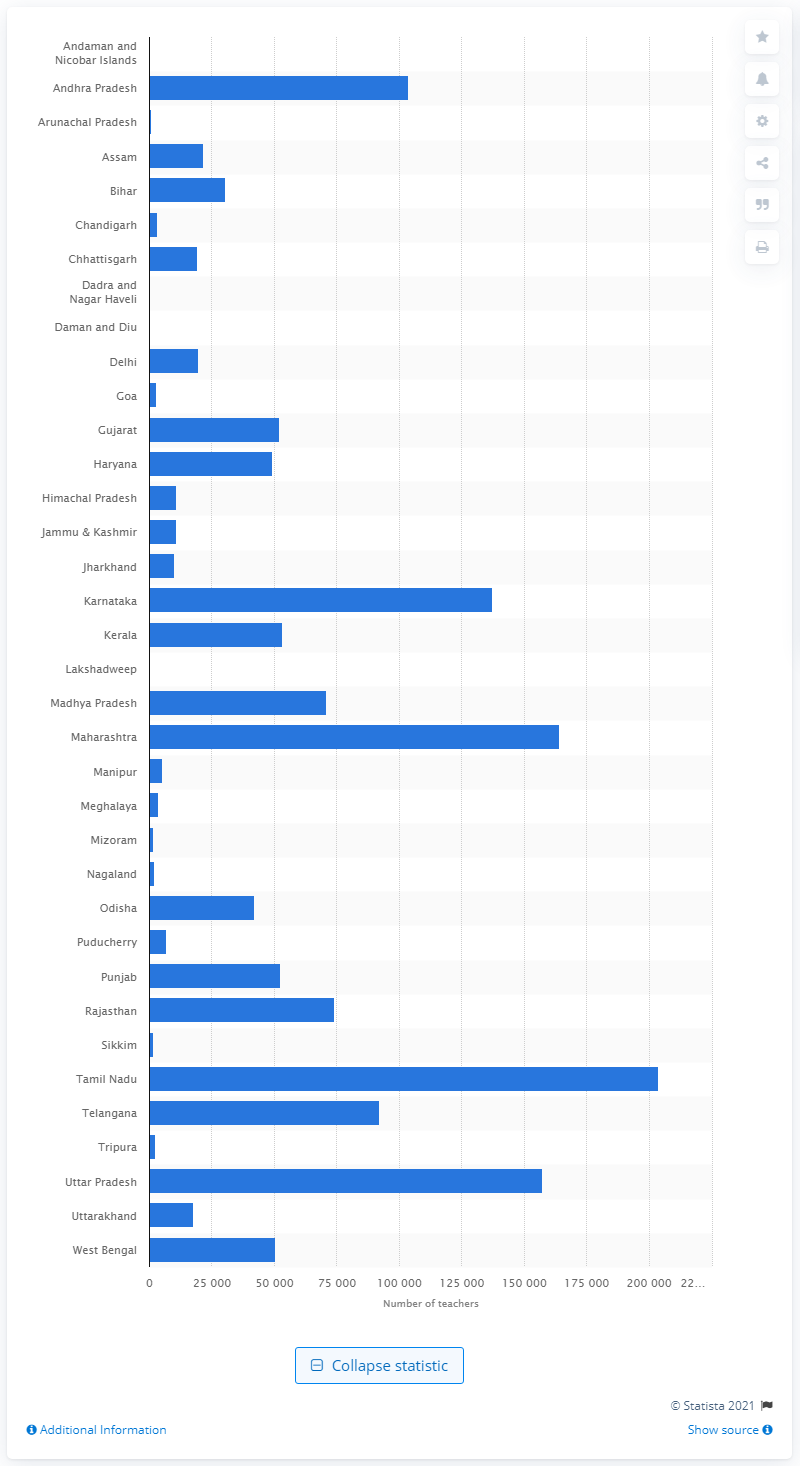 Andaman and
Nicobar Islands
Andhra Pradesh
Arunachal Pradesh
Assam
Bihar
Chandigarh
Chhattisgarh
Dadra and
Nagar Haveli
Daman and Diu
Delhi
Goa
Gujarat
Haryana
Himachal Pradesh
Jammu & Kashmir
Jharkhand
Karnataka
Kerala
Lakshadweep
Madhya Pradesh
Maharashtra
Manipur
Meghalaya
Mizoram
Nagaland
Odisha
Puducherry
Punjab
Rajasthan
Sikkim
Tamil Nadu
Telangana
Tripura
Uttar Pradesh
Uttarakhand
West Bengal
0 25 000 50 000 75 000 100 000 125 000 150 000 175 000 200 000 22…
Number of teachers
Collapse statistic
© Statista 2021
Additional Information Show source